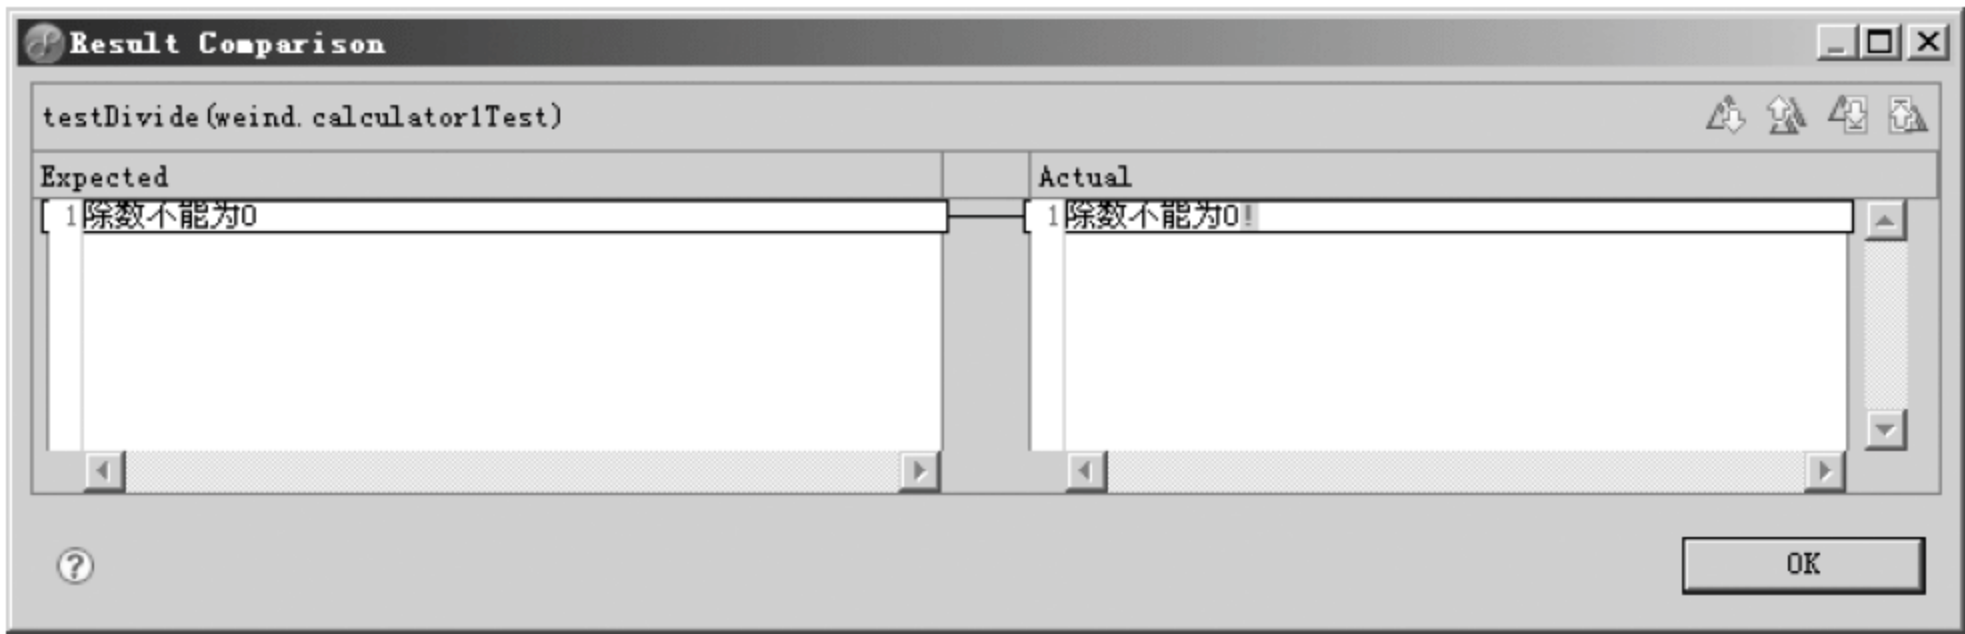 Result Comparison
testDivide(weind.calculator1Test)
Expected
Actual
1 除数不能为0
1 除数不能为0!
OK